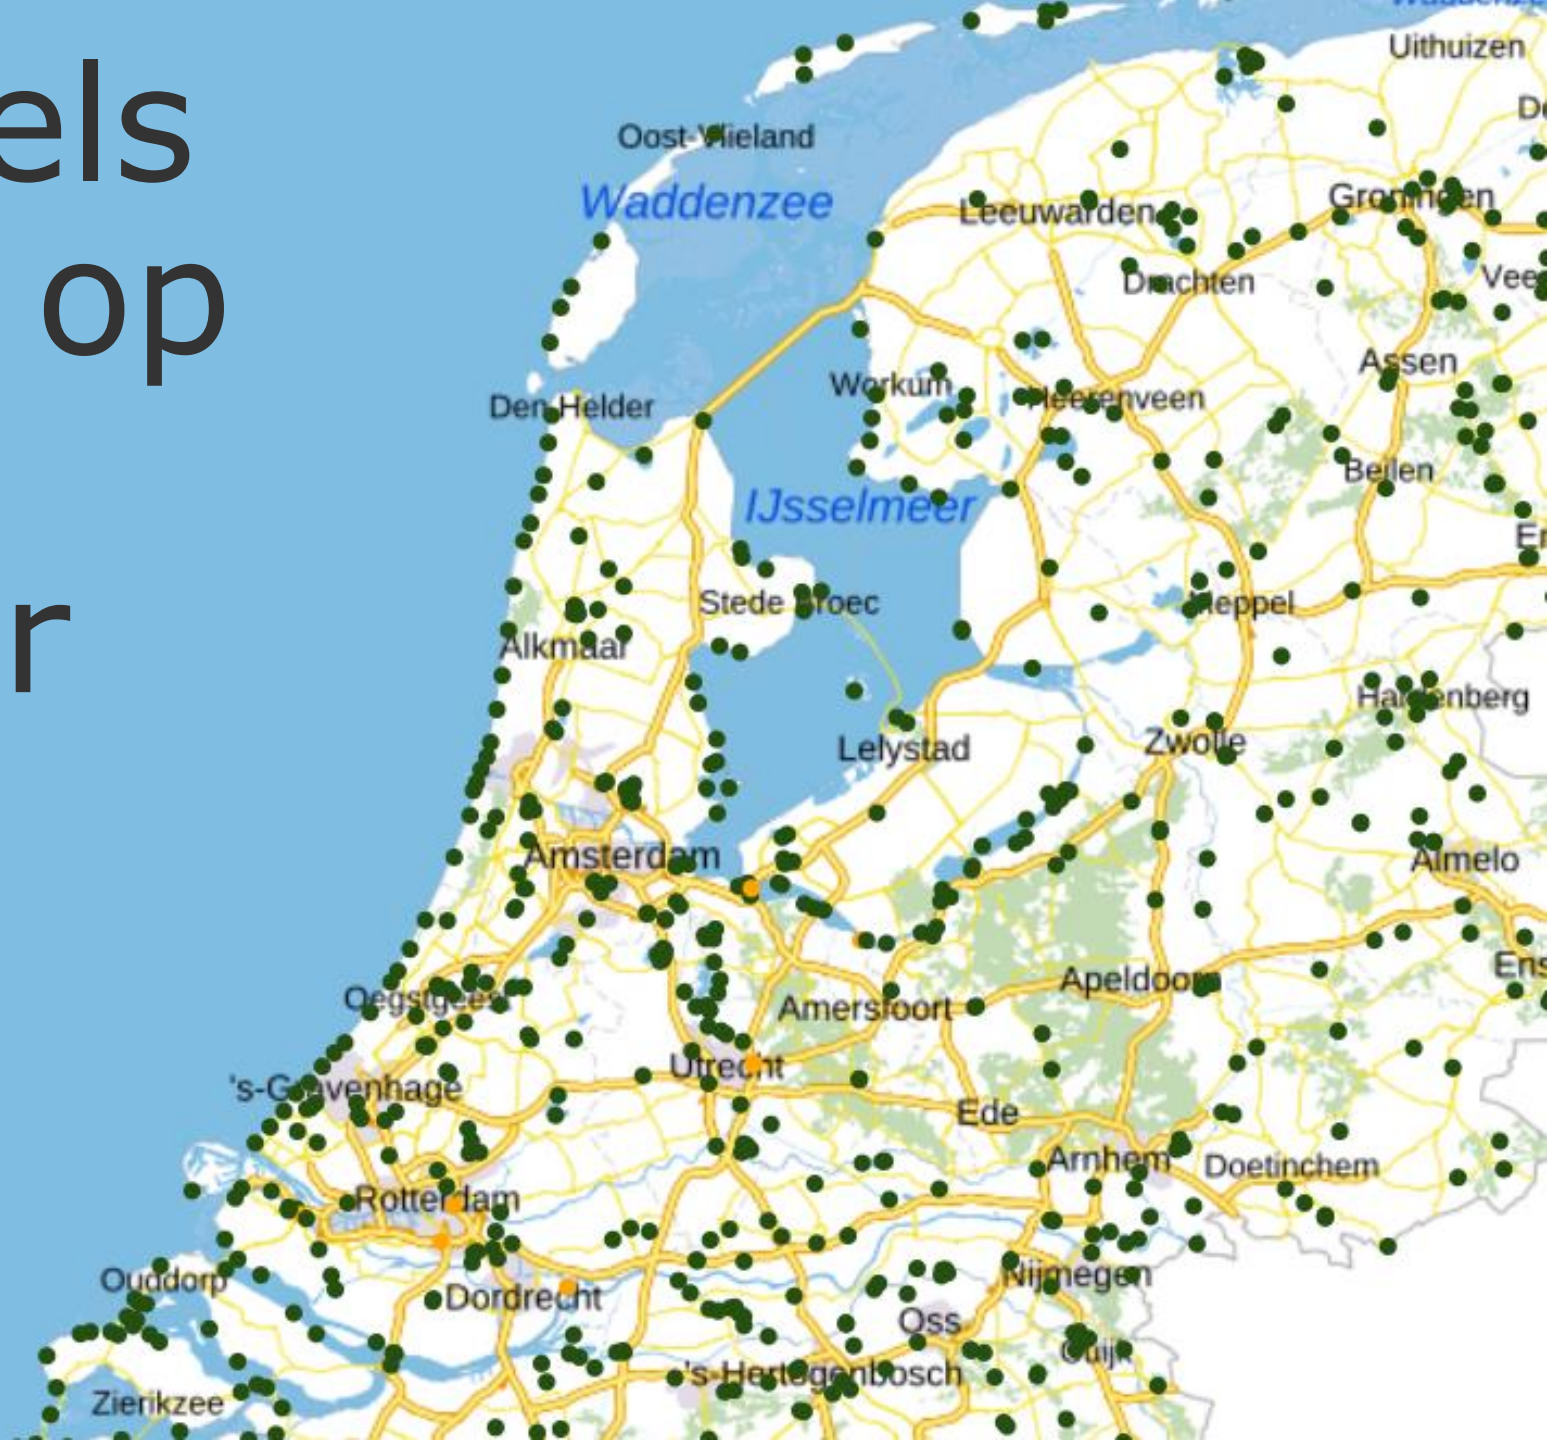 els
op
r
Uithuizen
Oost-Vlieland
Waddenzee
Leeuwarden
Groningen
Drachten
Assen
Workum
Den Helder
Heerenveen
Beilen
IJsselmeer
Stede Broec
Meppel
Alkmaar
Hardenberg
Lelystad
Zwolle
Amsterdam
Almelo
Apeldoorn
Oegstgeest
Amersfoort
Utrecht
's-Gravenhage
Ede
Arnhem
Doetinchem
Rotterdam
Ouddorp
Nijmegen
Dordrecht
Oss
Cuijk
's-Hertogenbosch
Zierikzee